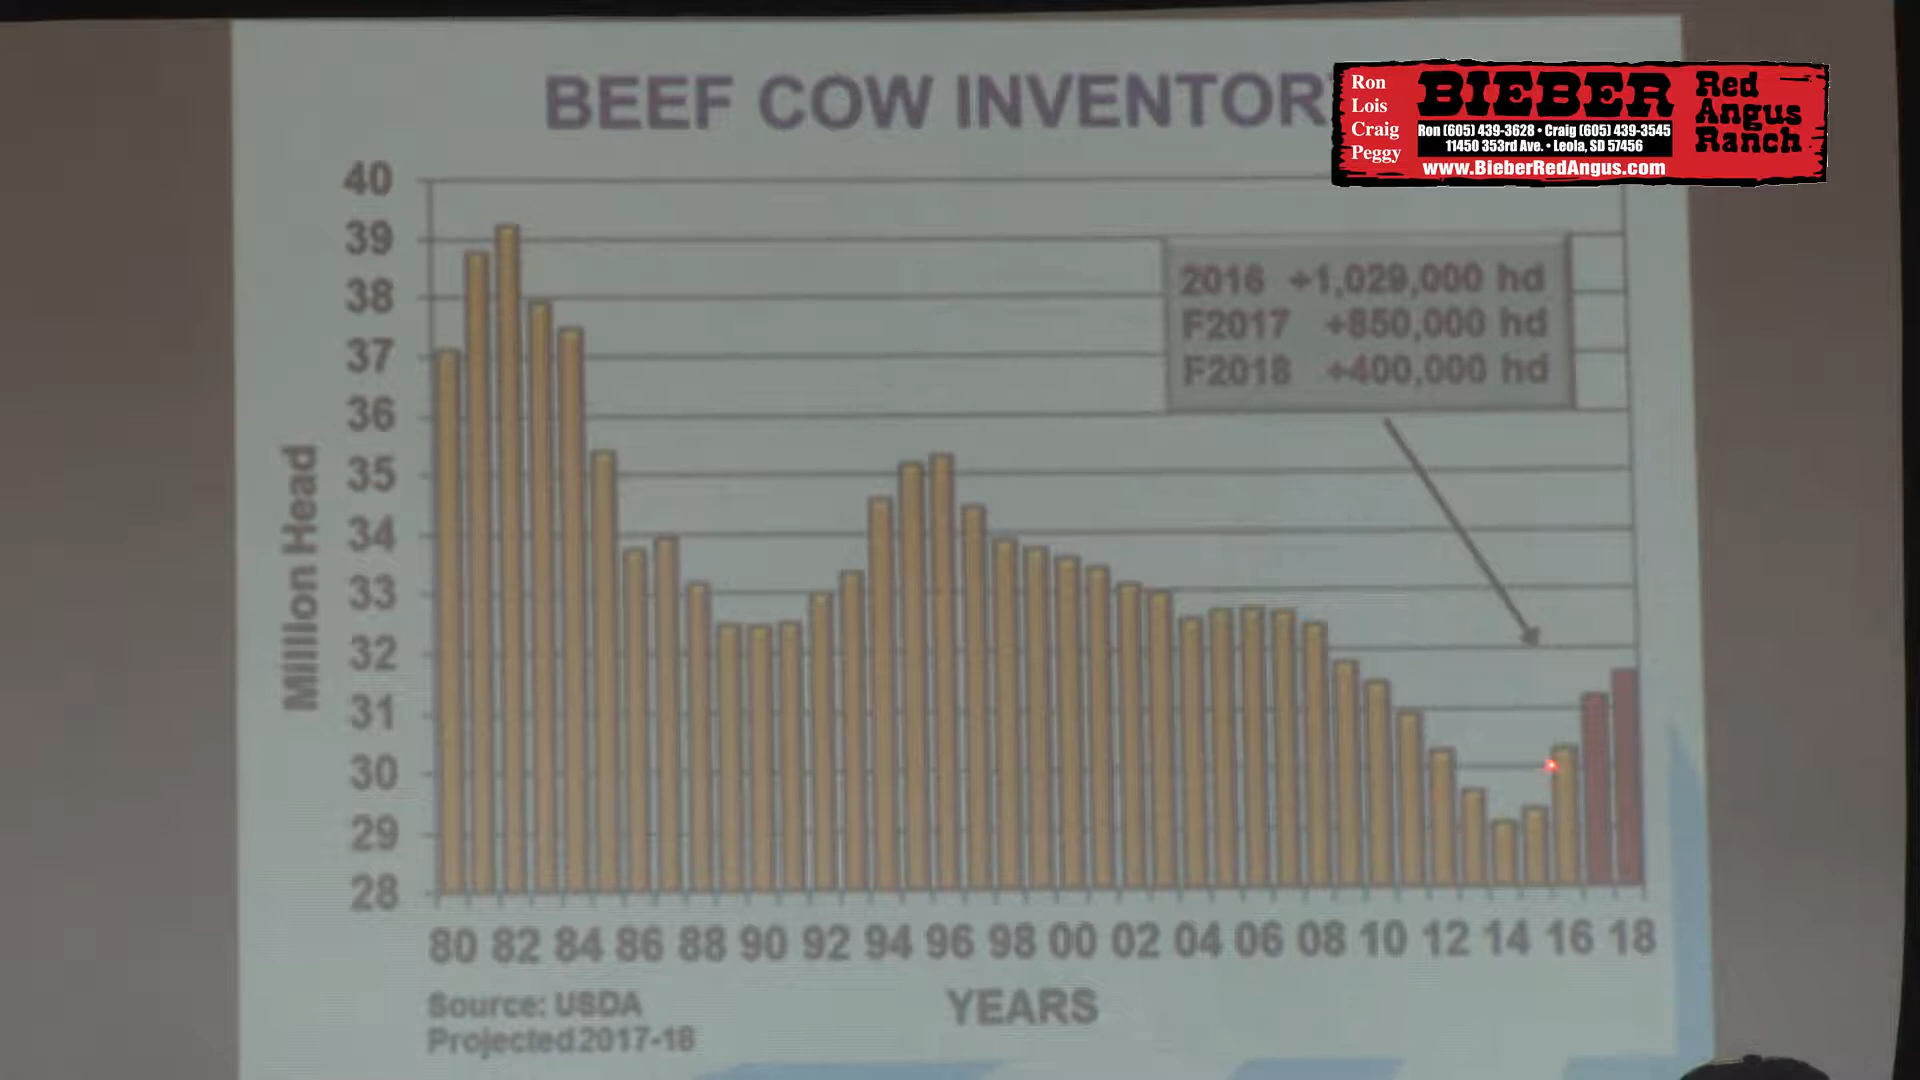 BEEF COW INVENTOR
Ron
Lois
Craig
Peggy
BIEBER
Ron (605) 439-3628 • Craig (605) 439-3545
11450 353rd Ave. • Leola, SD 57456
www.BieberRedAngus.com
Red
Angus
Ranch
2016 +1,029,000 hd
F2017 +850,000 hd
F2018 +400,000 hd
Million Head
40
39
38
37
36
35
34
33
32
31
30
29
28
80 82 84 86 88 90 92 94 96 98 00 02 04 06 08 10 12 14 16 18
YEARS
Source: USDA
Projected 2017-18